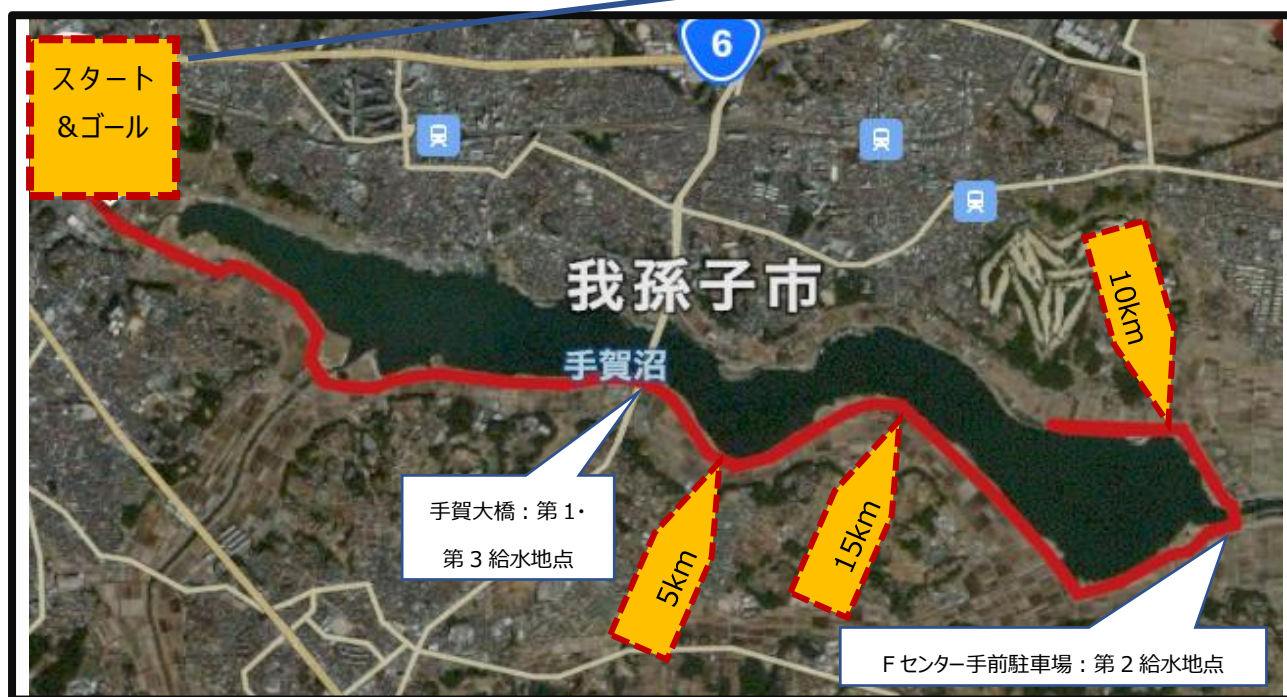 スタート
＆ゴール
6
我孫子市
手賀沼
10km
手賀大橋：第1・
第3給水地点
5km
15km
Fセンター手前駐車場：第2給水地点